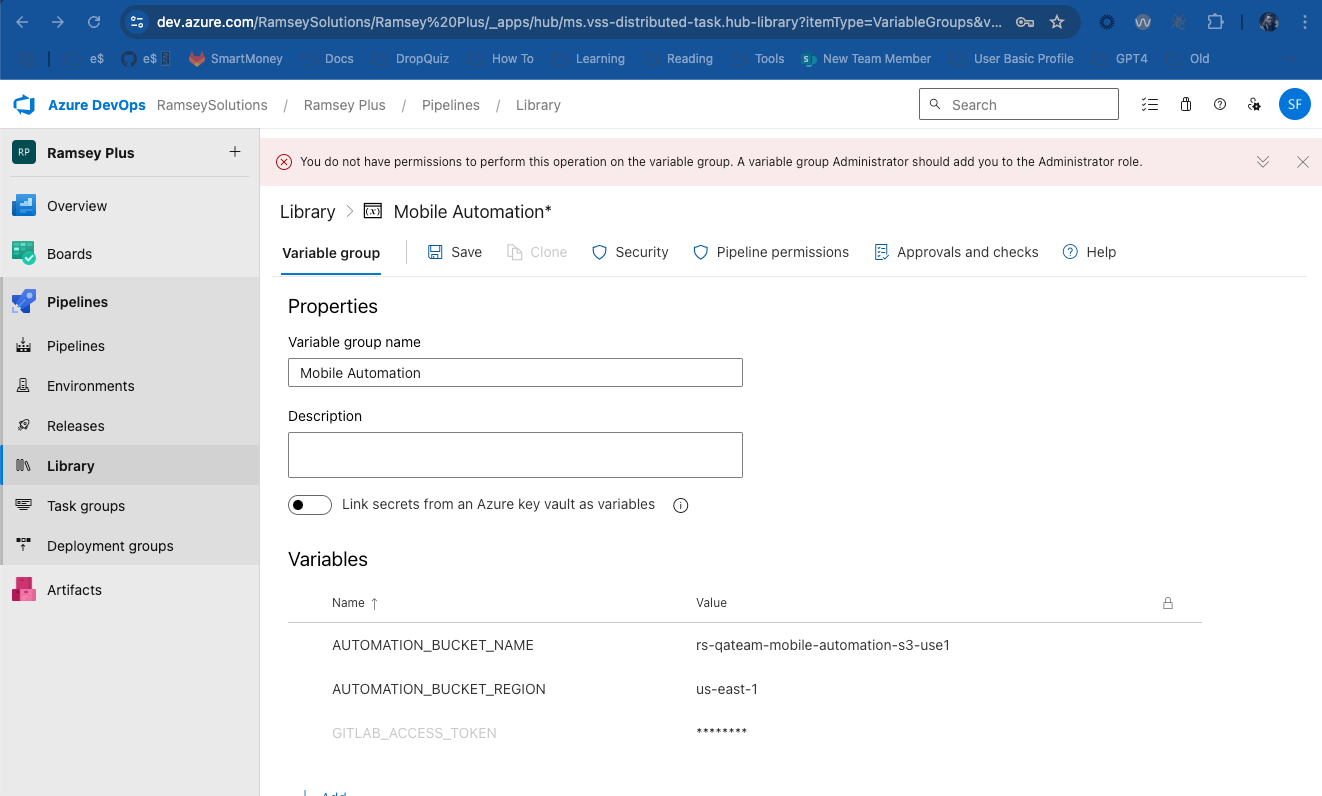 dev.azure.com/RamseySolutions/Ramsey%20Plus/_apps/hub/ms.vss-distributed-task.hub-library?itemType=VariableGroups&v...
e$ e$ SmartMoney Docs DropQuiz How To Learning Reading Tools New Team Member User Basic Profile GPT4 Old
Azure DevOps RamseySolutions / Ramsey Plus / Pipelines / Library Search SF
RP Ramsey Plus +
You do not have permissions to perform this operation on the variable group. A variable group Administrator should add you to the Administrator role.
Overview
Boards
Pipelines
Pipelines
Environments
Releases
Library
Task groups
Deployment groups
Artifacts
Library > Mobile Automation*
Variable group Save Clone Security Pipeline permissions Approvals and checks Help
Properties
Variable group name
Mobile Automation
Description
Link secrets from an Azure key vault as variables
Variables
Name ↑ Value
AUTOMATION_BUCKET_NAME rs-qateam-mobile-automation-s3-use1
AUTOMATION_BUCKET_REGION us-east-1
GITLAB_ACCESS_TOKEN ********
+ Add